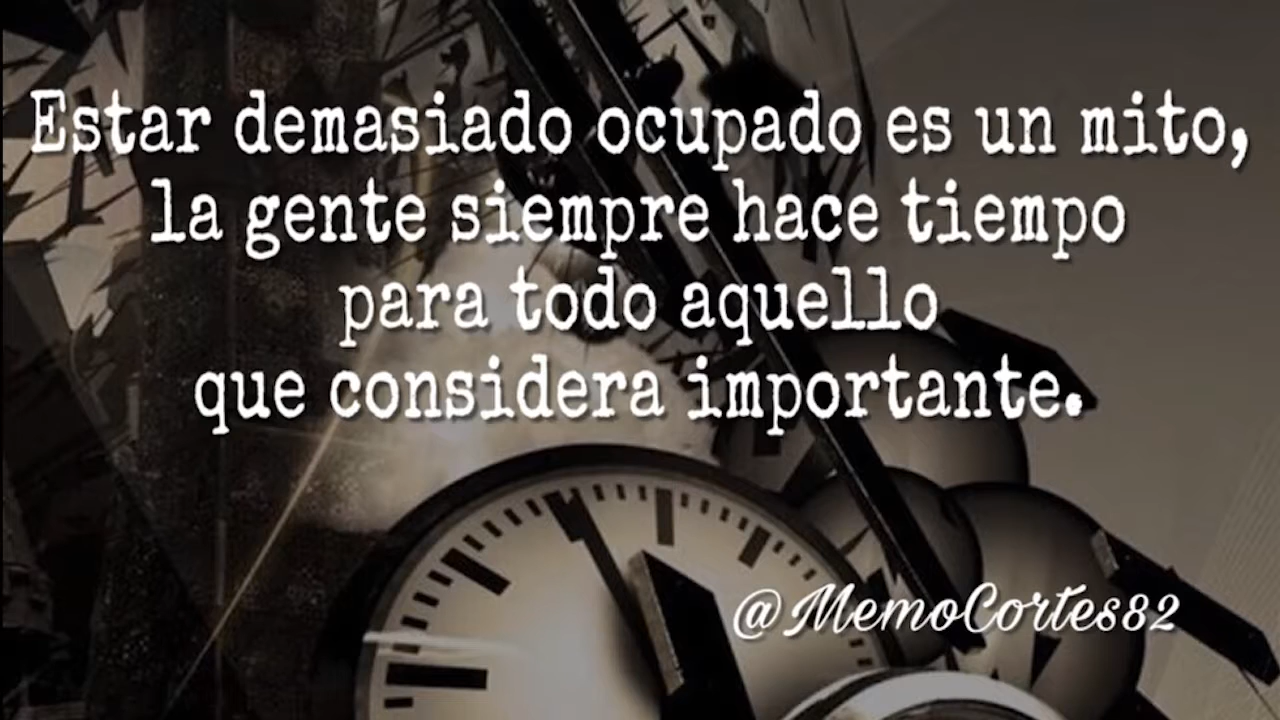 Estar demasiado ocupado es un mito,
la gente siempre hace tiempo
para todo aquello
que considera importante.
@MemoCortes82